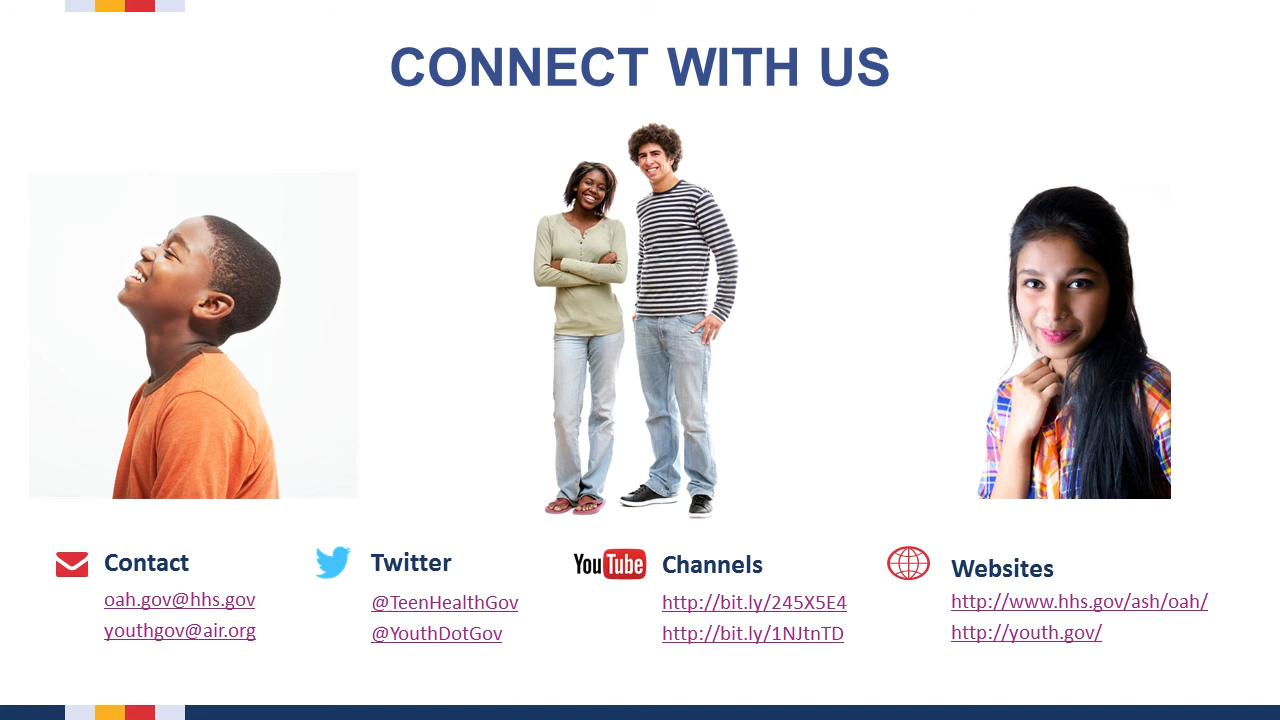 CONNECT WITH US
Contact
oah.gov@hhs.gov
youthgov@air.org
Twitter
@TeenHealthGov
@YouthDotGov
YouTube Channels
http://bit.ly/245X5E4
http://bit.ly/1NJtnTD
Websites
http://www.hhs.gov/ash/oah/
http://youth.gov/